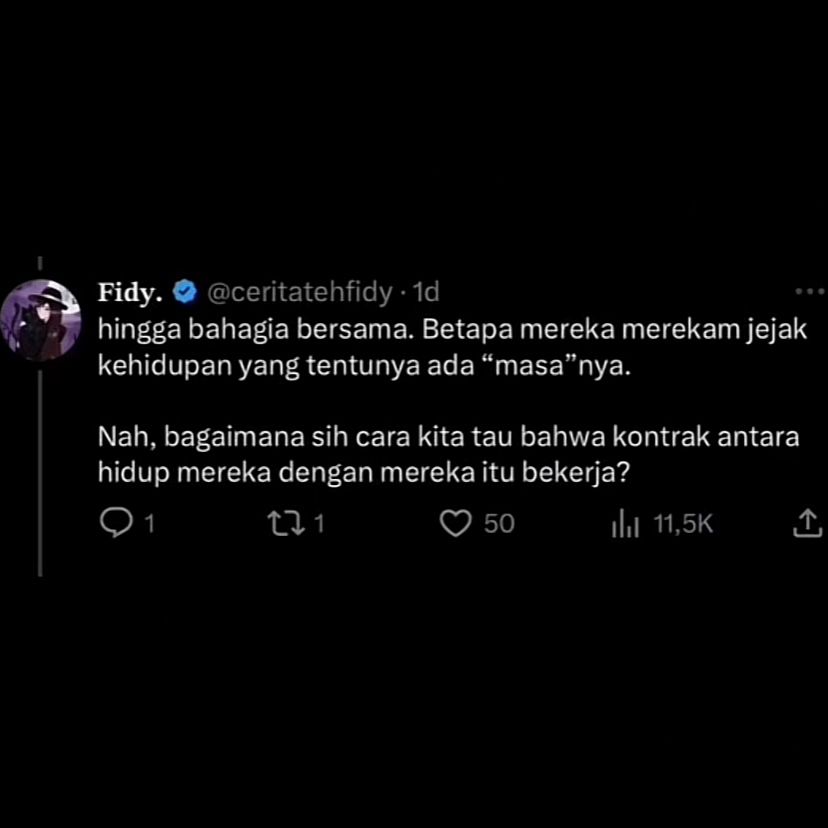 Fidy. @ceritatehfidy · 1d
hingga bahagia bersama. Betapa mereka merekam jejak
kehidupan yang tentunya ada “masa”nya.
Nah, bagaimana sih cara kita tau bahwa kontrak antara
hidup mereka dengan mereka itu bekerja?
1 1 50 11,5K